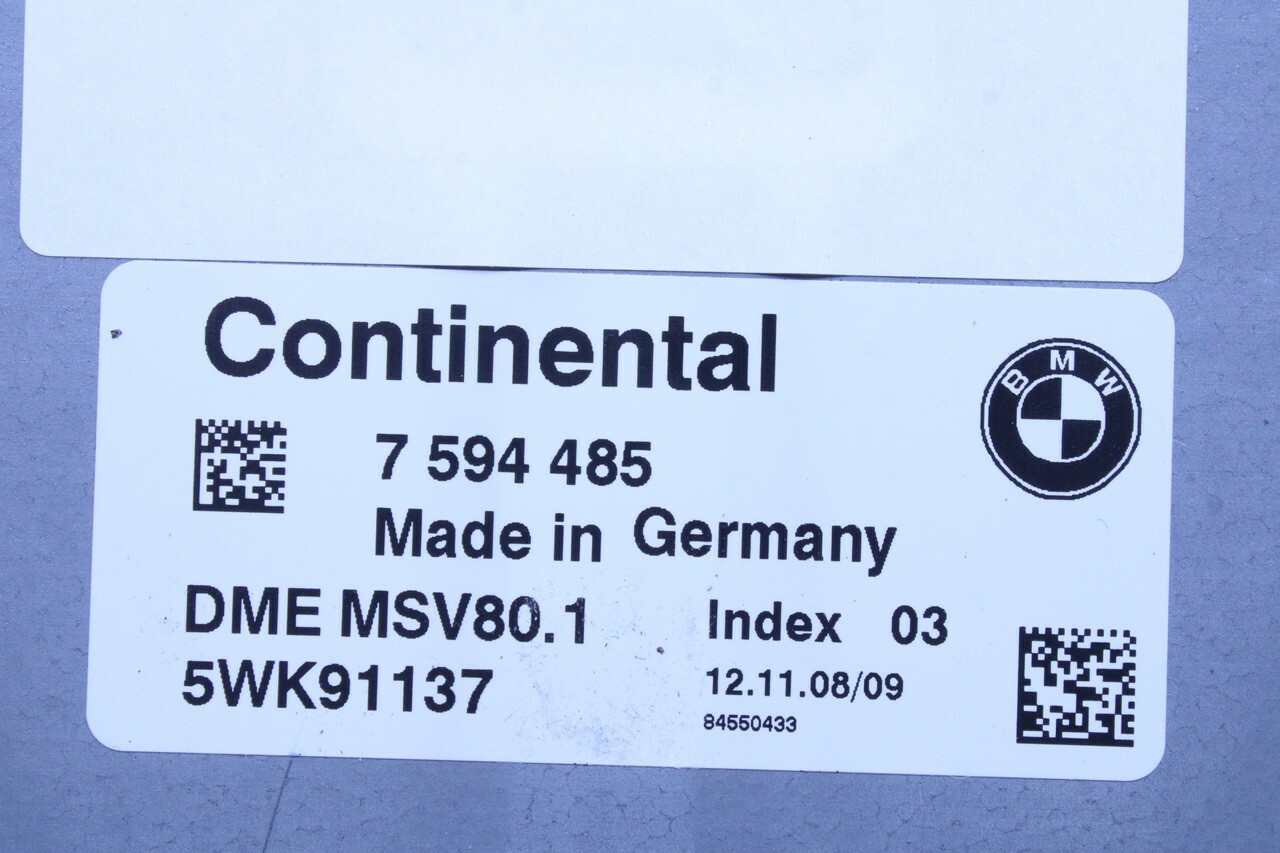 Continental
BMW
7 594 485
Made in Germany
DME MSV80.1 Index 03
5WK91137 12.11.08/09
84550433